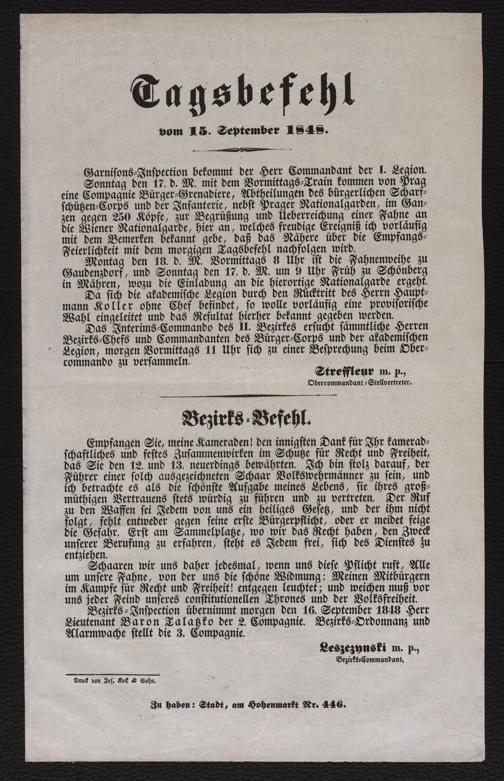 Tagsbefehl
vom 15. September 1848.
Garnisons-Inspection bekommt der Herr Commandant der I. Legion.
Sonntag den 17. d. M. mit dem Vormittags-Train kommen von Prag
eine Compagnie Bürger-Grenadiere, Abtheilungen des bürgerlichen Scharf-
schützen-Corps und der Infanterie, nebst Prager Nationalgarden, im Gan-
zen gegen 250 Köpfe, zur Begrüßung und Ueberreichung einer Fahne an
die Wiener Nationalgarde, hier an, welches freudige Ereigniß ich vorläufig
mit dem Bemerken bekannt gebe, daß das Nähere über die Empfangs-
Feierlichkeit mit dem morgigen Tagsbefehl nachfolgen wird.
Montag den 18. d. M. Vormittags 8 Uhr ist die Fahnenweihe zu
Gaudenzdorf, und Sonntag den 17. d. M. um 9 Uhr Früh zu Schönberg
in Mähren, wozu die Einladung an die hierortige Nationalgarde ergeht.
Da sich die akademische Legion durch den Rücktritt des Herrn Haupt-
mann Koller ohne Chef befindet, so wolle vorläufig eine provisorische
Wahl eingeleitet und das Resultat hierher bekannt gegeben werden.
Das Interims-Commando des II. Bezirkes ersucht sämmtliche Herren
Bezirks-Chefs und Commandanten des Bürger-Corps und der akademischen
Legion, morgen Vormittags 11 Uhr sich zu einer Besprechung beim Ober-
commando zu versammeln.
Streffleur m. p.,
Obercommandant-Stellvertreter.
Bezirks-Befehl.
Empfangen Sie, meine Kameraden! den innigsten Dank für Ihr kamerad-
schaftliches und festes Zusammenwirken im Schutze für Recht und Freiheit,
das Sie den 12. und 13. neuerdings bewährten. Ich bin stolz darauf, der
Führer einer solch ausgezeichneten Schaar Volkswehrmänner zu sein, und
ich betrachte es als die schönste Aufgabe meines Lebens, sie ihres groß-
müthigen Vertrauens stets würdig zu führen und zu vertreten. Der Ruf
zu den Waffen sei Jedem von uns ein heiliges Gesetz, und der ihm nicht
folgt, fehlt entweder gegen seine erste Bürgerpflicht, oder er meidet feige
die Gefahr. Erst am Sammelplatze, wo wir das Recht haben, den Zweck
unserer Berufung zu erfahren, steht es Jedem frei, sich des Dienstes zu
entziehen.
Schaaren wir uns daher jedesmal, wenn uns diese Pflicht ruft, Alle
um unsere Fahne, von der uns die schöne Widmung: Meinen Mitbürgern
im Kampfe für Recht und Freiheit! entgegen leuchtet; und weichen muß vor
uns jeder Feind unseres constitutionellen Thrones und der Volksfreiheit.
Bezirks-Inspection übernimmt morgen den 16. September 1848 Herr
Lieutenant Baron Talatzko der 2. Compagnie. Bezirks-Ordonnanz und
Alarmwache stellt die 3. Compagnie.
Leszczynski m. p.,
Bezirks-Commandant.
Druck von Jos. Keck & Sohn.
Zu haben: Stadt, am Hohenmarkt Nr. 446.